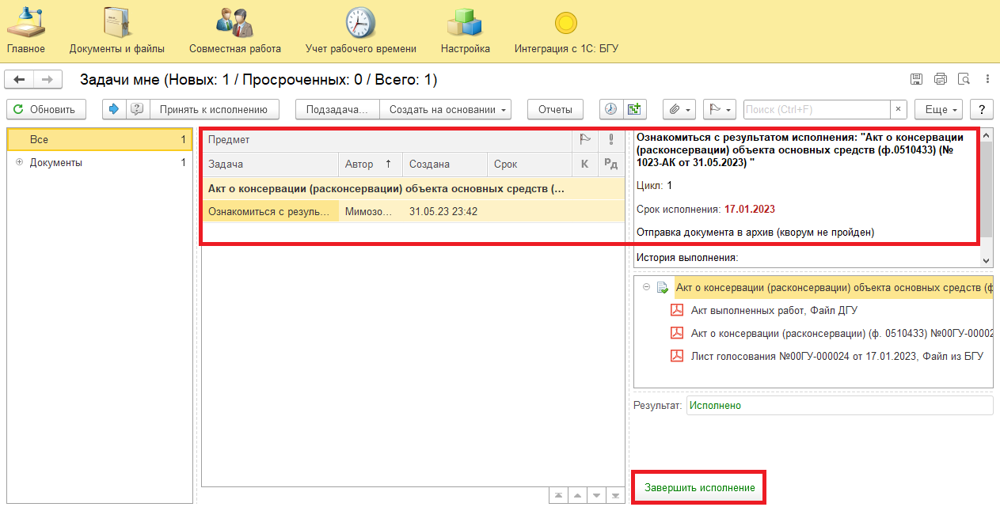 Главное
Документы и файлы
Совместная работа
Учет рабочего времени
Настройка
Интеграция с 1С: БГУ
Задачи мне (Новых: 1 / Просроченных: 0 / Всего: 1)
Обновить
Принять к исполнению
Подзадача...
Создать на основании
Отчеты
Поиск (Ctrl+F)
×
Еще
?
Все 1
Документы 1
Предмет
Задача Автор ↑ Создана Срок К РД
Акт о консервации (расконсервации) объекта основных средств (...
Ознакомиться с резуль... Мимозо... 31.05.23 23:42
Ознакомиться с результатом исполнения: "Акт о консервации
(расконсервации) объекта основных средств (ф.0510433) (№
1023-АК от 31.05.2023) "
Цикл: 1
Срок исполнения: 17.01.2023
Отправка документа в архив (кворум не пройден)
История выполнения:
Акт о консервации (расконсервации) объекта основных средств (ф
Акт выполненных работ, Файл ДГУ
Акт о консервации (расконсервации) (ф. 0510433) №00ГУ-00002
Лист голосования №00ГУ-000024 от 17.01.2023, Файл из БГУ
Результат: Исполнено
Завершить исполнение